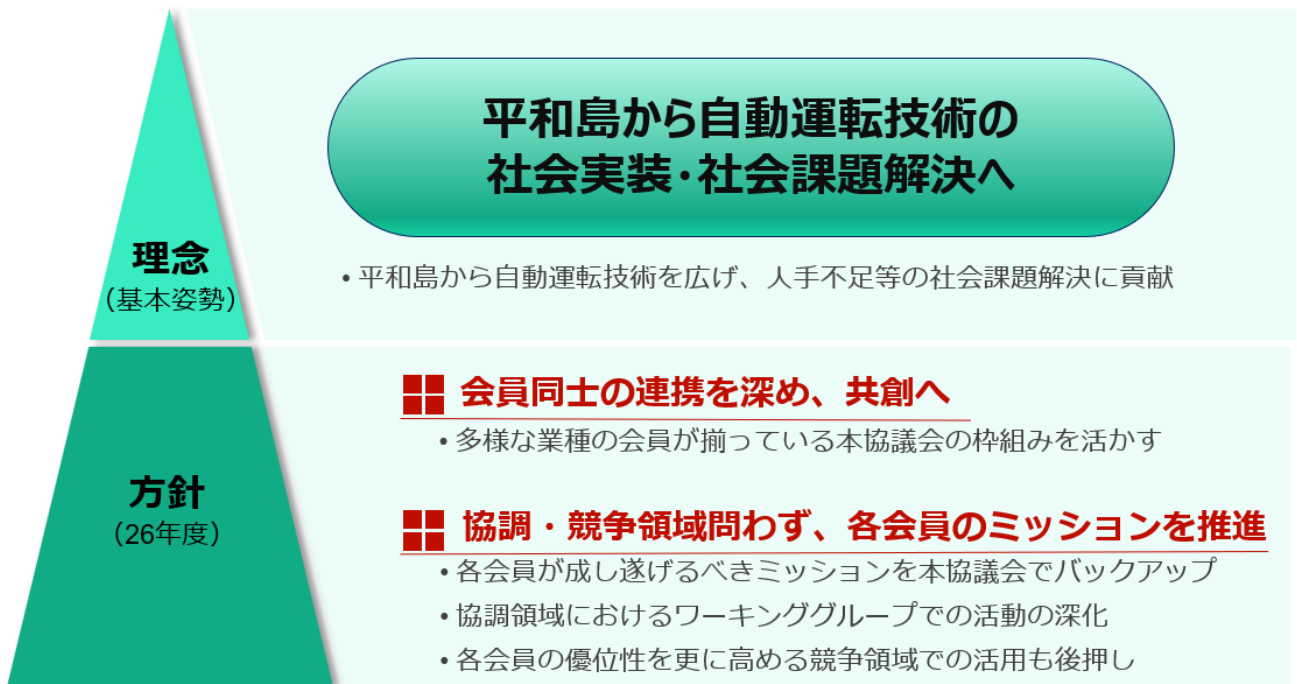 平和島から自動運転技術の
社会実装・社会課題解決へ
理念
（基本姿勢）
• 平和島から自動運転技術を広げ、人手不足等の社会課題解決に貢献
会員同士の連携を深め、共創へ
• 多様な業種の会員が揃っている本協議会の枠組みを活かす
方針
（26年度）
協調・競争領域問わず、各会員のミッションを推進
• 各会員が成し遂げるべきミッションを本協議会でバックアップ
• 協調領域におけるワーキンググループでの活動の深化
• 各会員の優位性を更に高める競争領域での活用も後押し